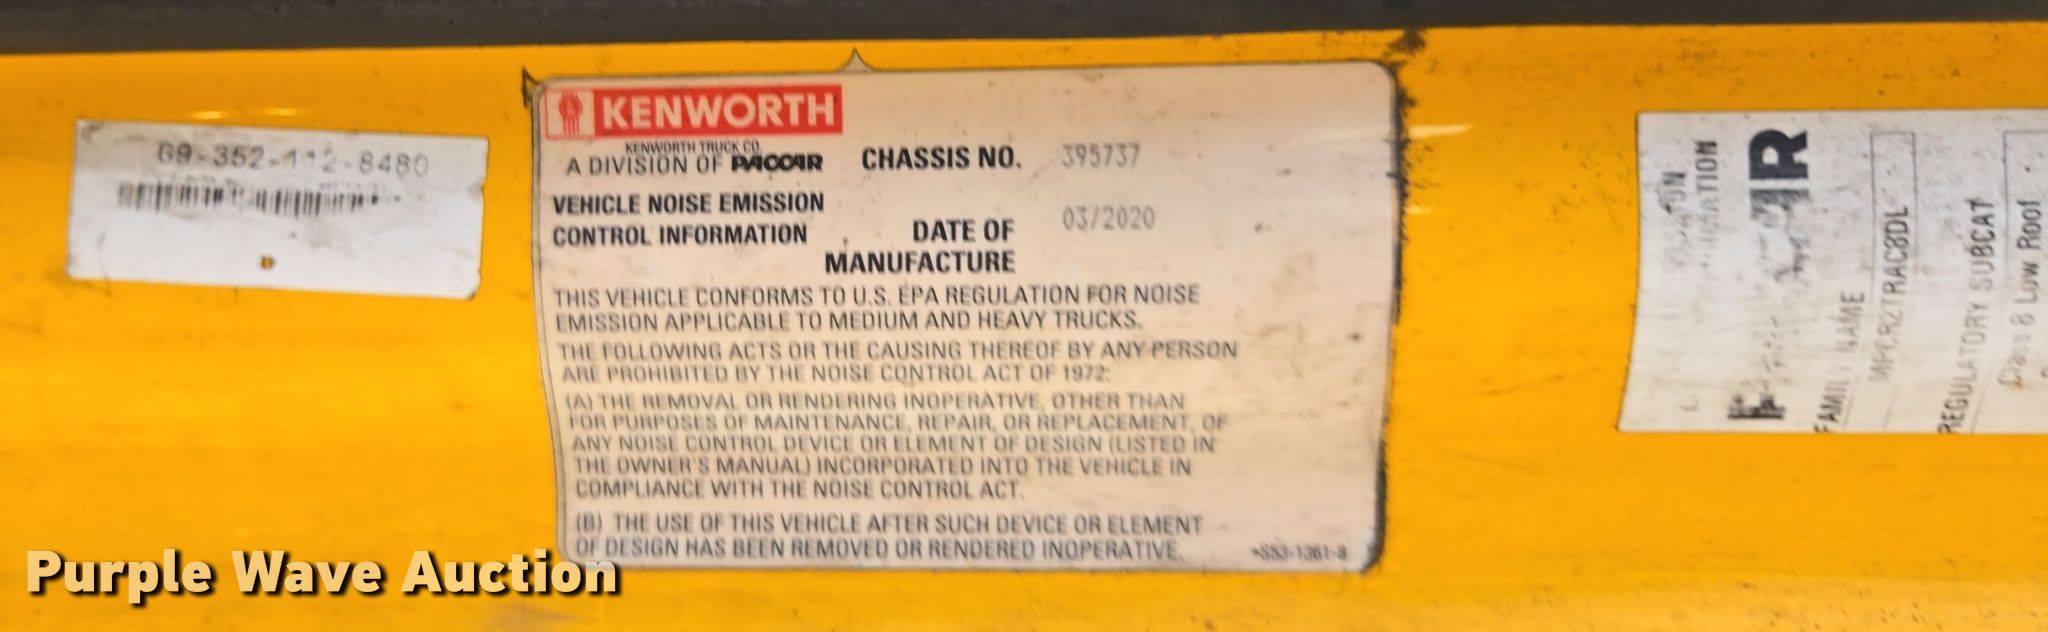 G9-352-112-8480
KENWORTH
KENWORTH TRUCK CO.
A DIVISION OF PACCAR
CHASSIS NO. 395737
VEHICLE NOISE EMISSION
CONTROL INFORMATION
DATE OF
MANUFACTURE
03/2020
THIS VEHICLE CONFORMS TO U.S. EPA REGULATION FOR NOISE
EMISSION APPLICABLE TO MEDIUM AND HEAVY TRUCKS.
THE FOLLOWING ACTS OR THE CAUSING THEREOF BY ANY PERSON
ARE PROHIBITED BY THE NOISE CONTROL ACT OF 1972:
(A) THE REMOVAL OR RENDERING INOPERATIVE, OTHER THAN
FOR PURPOSES OF MAINTENANCE, REPAIR, OR REPLACEMENT, OF
ANY NOISE CONTROL DEVICE OR ELEMENT OF DESIGN (LISTED IN
THE OWNER'S MANUAL) INCORPORATED INTO THE VEHICLE IN
COMPLIANCE WITH THE NOISE CONTROL ACT.
(B) THE USE OF THIS VEHICLE AFTER SUCH DEVICE OR ELEMENT
OF DESIGN HAS BEEN REMOVED OR RENDERED INOPERATIVE.
FAMILY NAME
MPCR2TRAC8DL
REGULATORY SUBCAT
Class 8 Low Roof
Purple Wave Auction